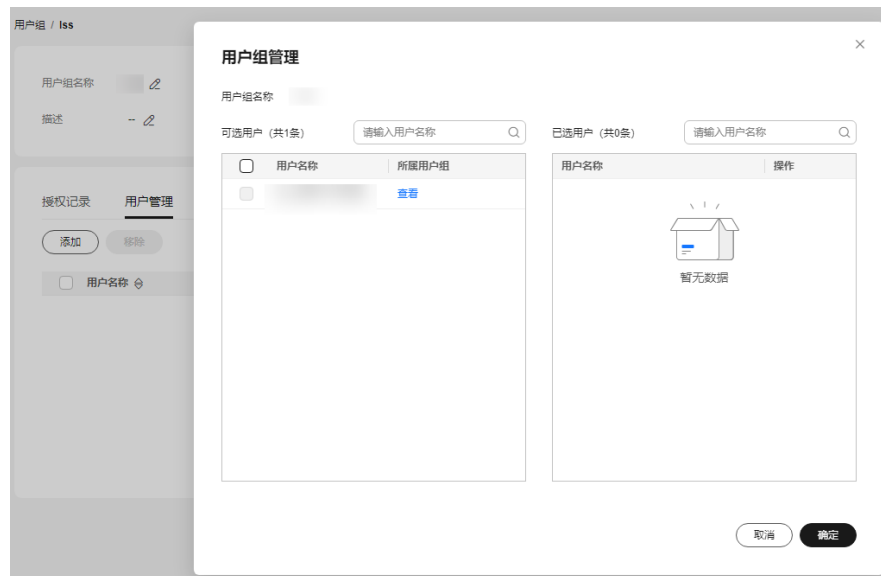 用户组 / lss
用户组名称
描述 --
授权记录 用户管理
添加 移除
用户名称
用户组管理
用户组名称
可选用户（共1条） 请输入用户名称
用户名称 所属用户组
查看
已选用户（共0条） 请输入用户名称
用户名称 操作
暂无数据
取消 确定